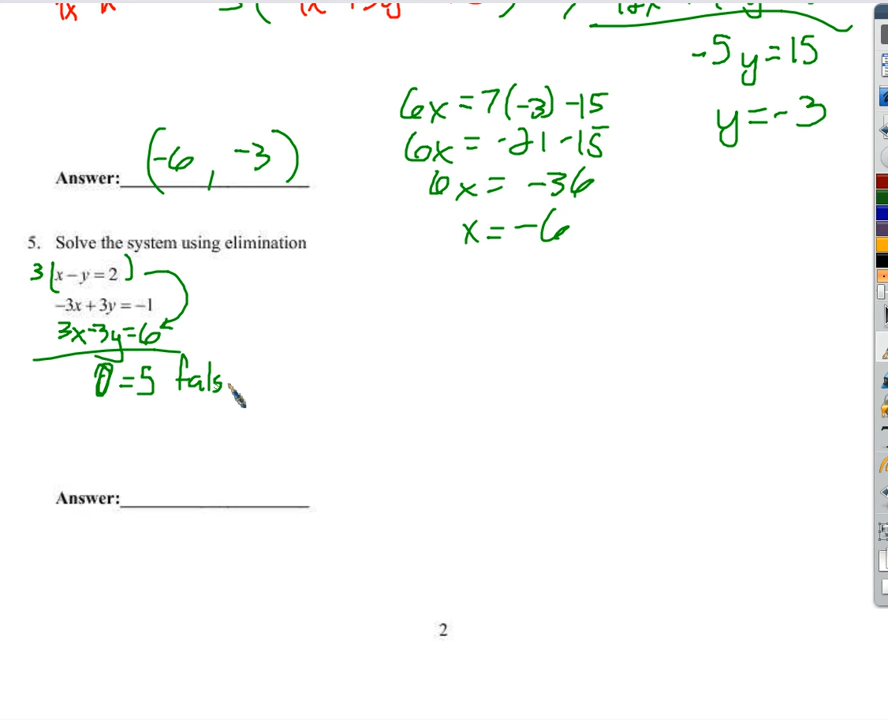 -5y=15
6x=7(-3)-15
y=-3
6x= -21-15
(-6, -3)
Answer:
6x= -36
x=-6
5. Solve the system using elimination
3(x-y=2)
-3x+3y=-1
3x-3y=6
0=5 fals
Answer:
2